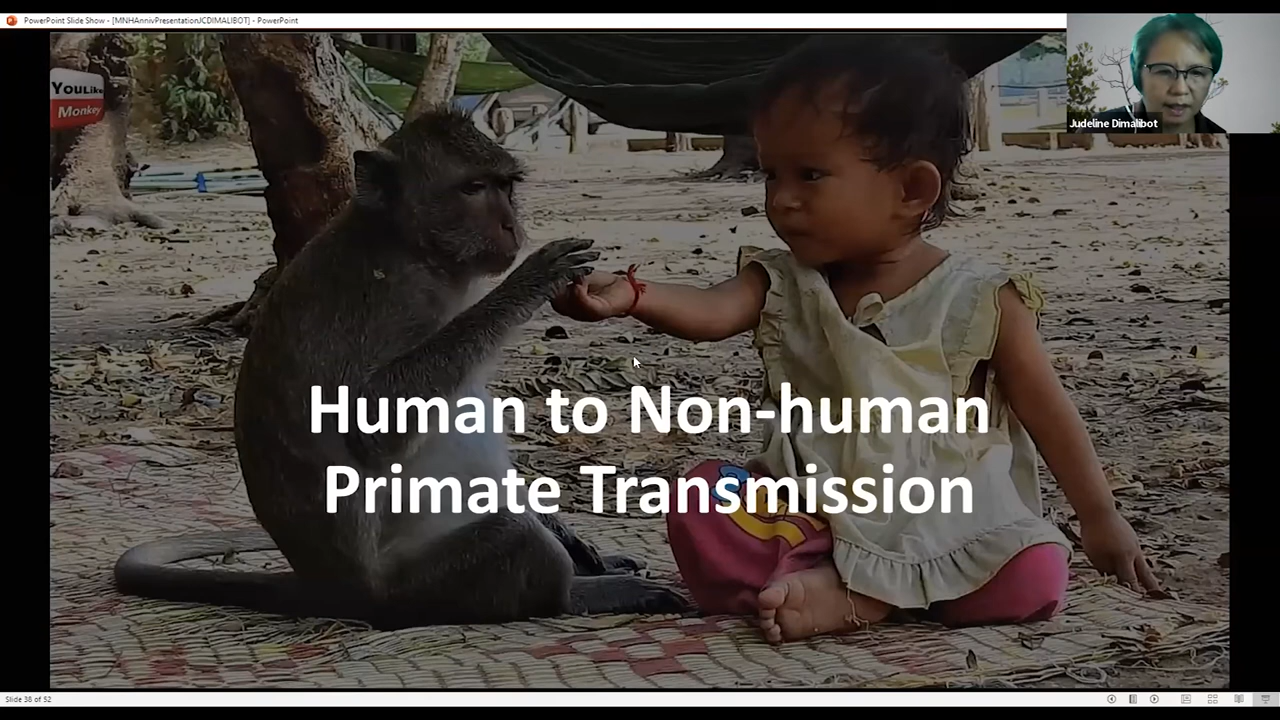 PowerPoint Slide Show - [MNHAnnivPresentationJCDIMALIBOT] - PowerPoint
YouLike
Monkey
Judeline Dimalibot
Human to Non-human
Primate Transmission
Slide 38 of 52